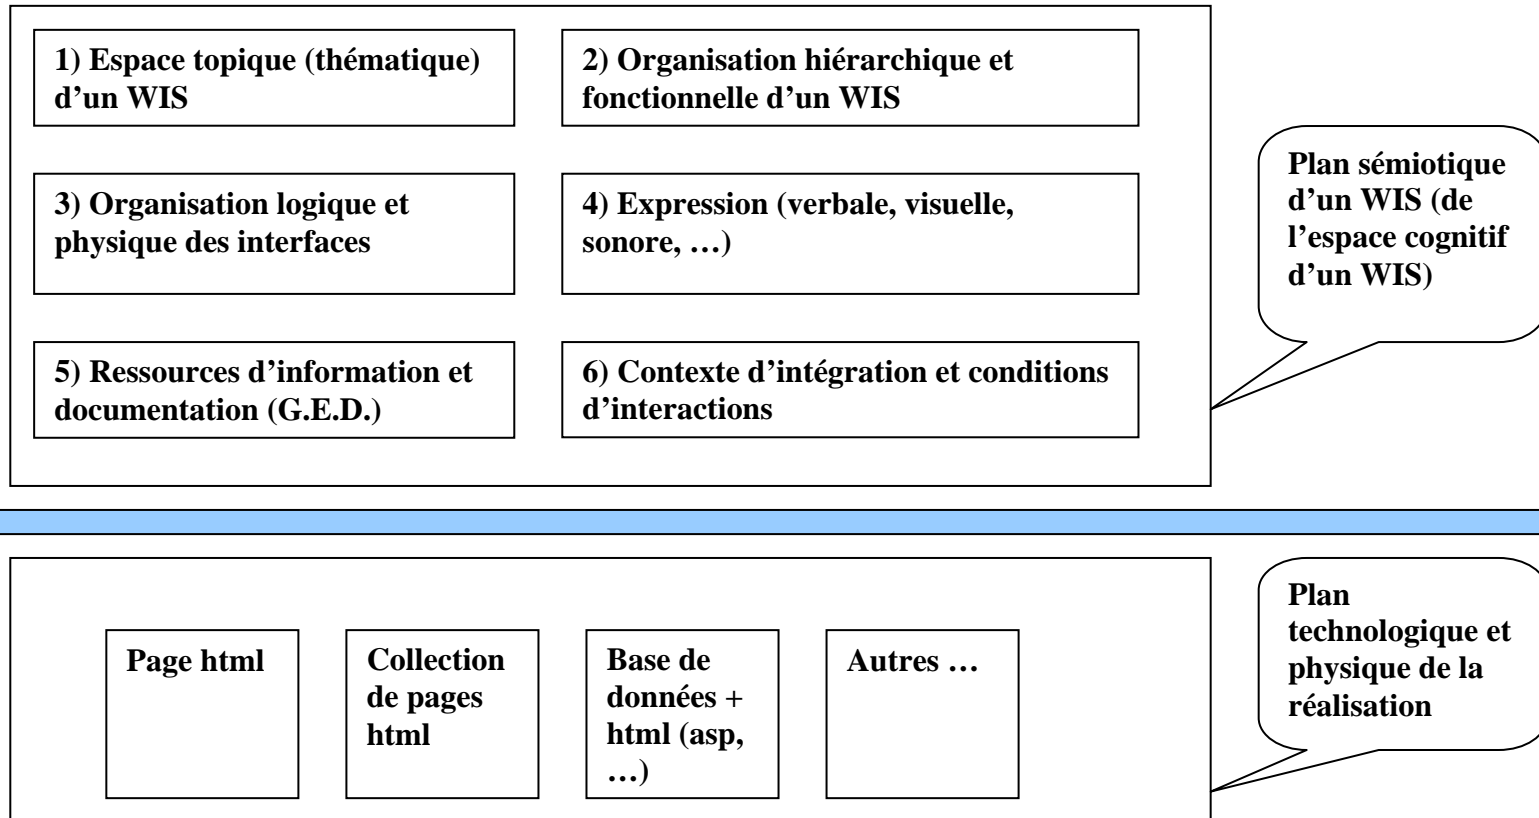 1) Espace topique (thématique)
d’un WIS
2) Organisation hiérarchique et
fonctionnelle d’un WIS
3) Organisation logique et
physique des interfaces
4) Expression (verbale, visuelle,
sonore, …)
5) Ressources d’information et
documentation (G.E.D.)
6) Contexte d’intégration et conditions
d’interactions
Plan sémiotique
d’un WIS (de
l’espace cognitif
d’un WIS)
Page html
Collection
de pages
html
Base de
données +
html (asp,
…)
Autres …
Plan
technologique et
physique de la
réalisation